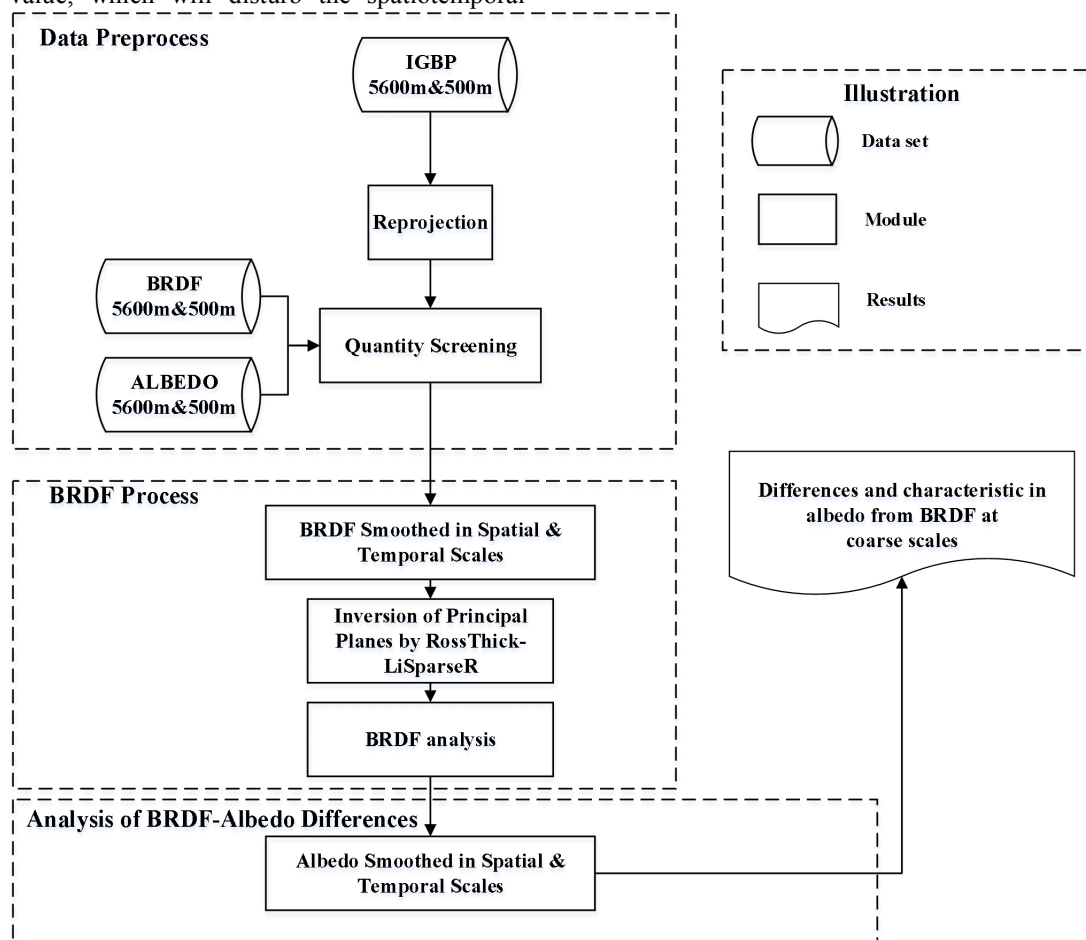 value, which will disturb the spatiotemporal
Data Preprocess
IGBP
5600m&500m
Reprojection
BRDF
5600m&500m
Quantity Screening
ALBEDO
5600m&500m
Illustration
Data set
Module
Results
BRDF Process
BRDF Smoothed in Spatial &
Temporal Scales
Inversion of Principal
Planes by RossThick-
LiSparseR
BRDF analysis
Differences and characteristic in
albedo from BRDF at
coarse scales
Analysis of BRDF-Albedo Differences
Albedo Smoothed in Spatial &
Temporal Scales